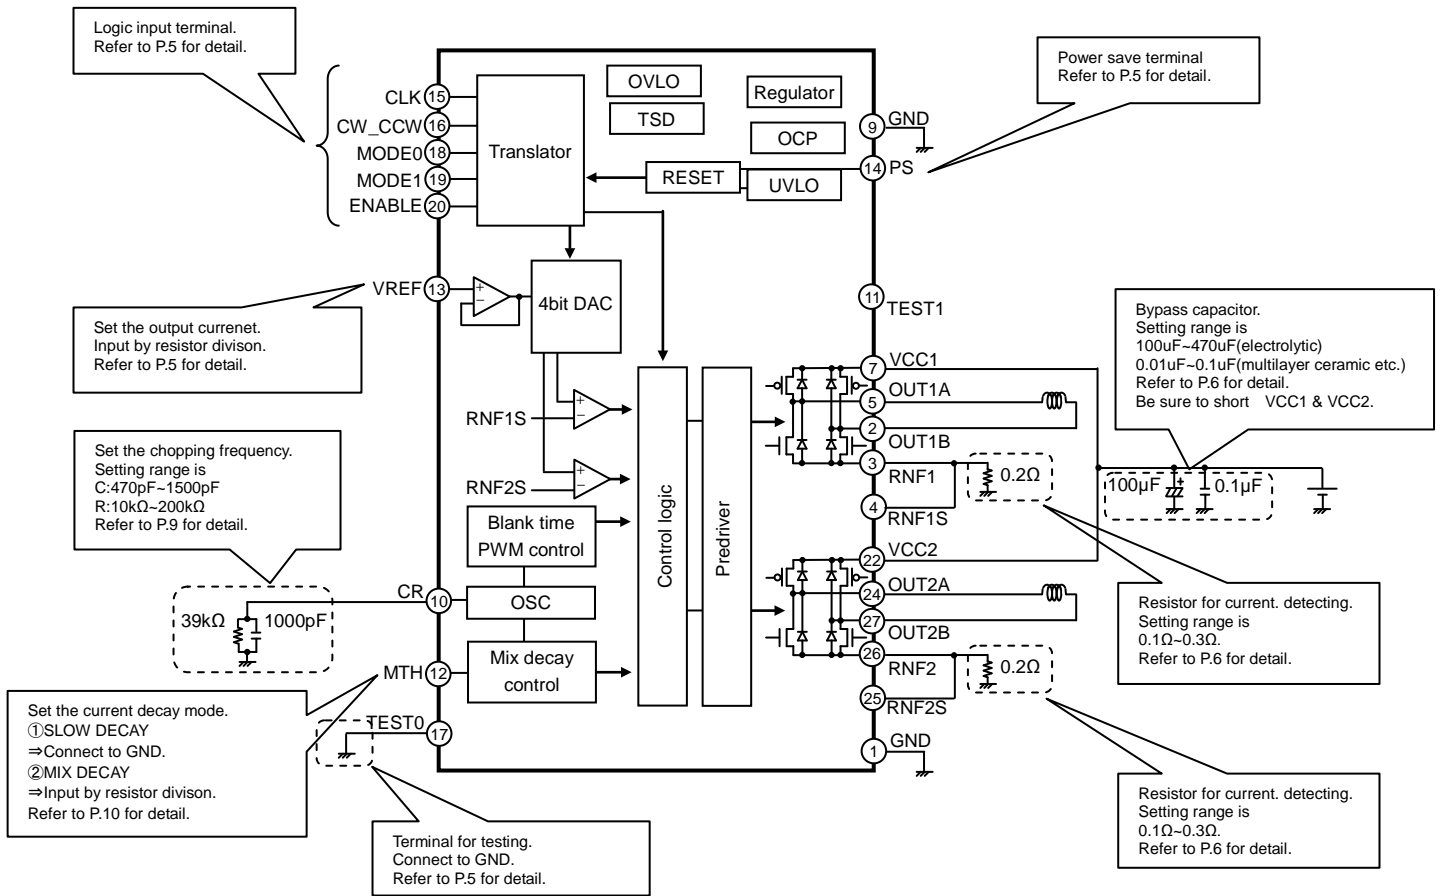 Logic input terminal.
Refer to P.5 for detail.
Power save terminal
Refer to P.5 for detail.
CLK 15
CW_CCW 16
MODE0 18
MODE1 19
ENABLE 20
Translator
OVLO
TSD
Regulator
OCP
RESET
UVLO
9 GND
14 PS
VREF 13
4bit DAC
11
TEST1
Set the output currenet.
Input by resistor divison.
Refer to P.5 for detail.
Bypass capacitor.
Setting range is
100uF~470uF(electrolytic)
0.01uF~0.1uF(multilayer ceramic etc.)
Refer to P.6 for detail.
Be sure to short VCC1 & VCC2.
RNF1S
RNF2S
Control logic
Predriver
7 VCC1
5 OUT1A
2
OUT1B
3
RNF1
4
RNF1S
0.2Ω
100µF
+
0.1µF
Set the chopping frequency.
Setting range is
C:470pF~1500pF
R:10kΩ~200kΩ
Refer to P.9 for detail.
Blank time
PWM control
22 VCC2
24 OUT2A
27
OUT2B
26
RNF2
25
RNF2S
0.2Ω
CR 10
OSC
39kΩ
1000pF
MTH 12
Mix decay
control
Resistor for current. detecting.
Setting range is
0.1Ω~0.3Ω.
Refer to P.6 for detail.
Set the current decay mode.
①SLOW DECAY
⇒Connect to GND.
②MIX DECAY
⇒Input by resistor divison.
Refer to P.10 for detail.
TEST0
17
1 GND
Terminal for testing.
Connect to GND.
Refer to P.5 for detail.
Resistor for current. detecting.
Setting range is
0.1Ω~0.3Ω.
Refer to P.6 for detail.